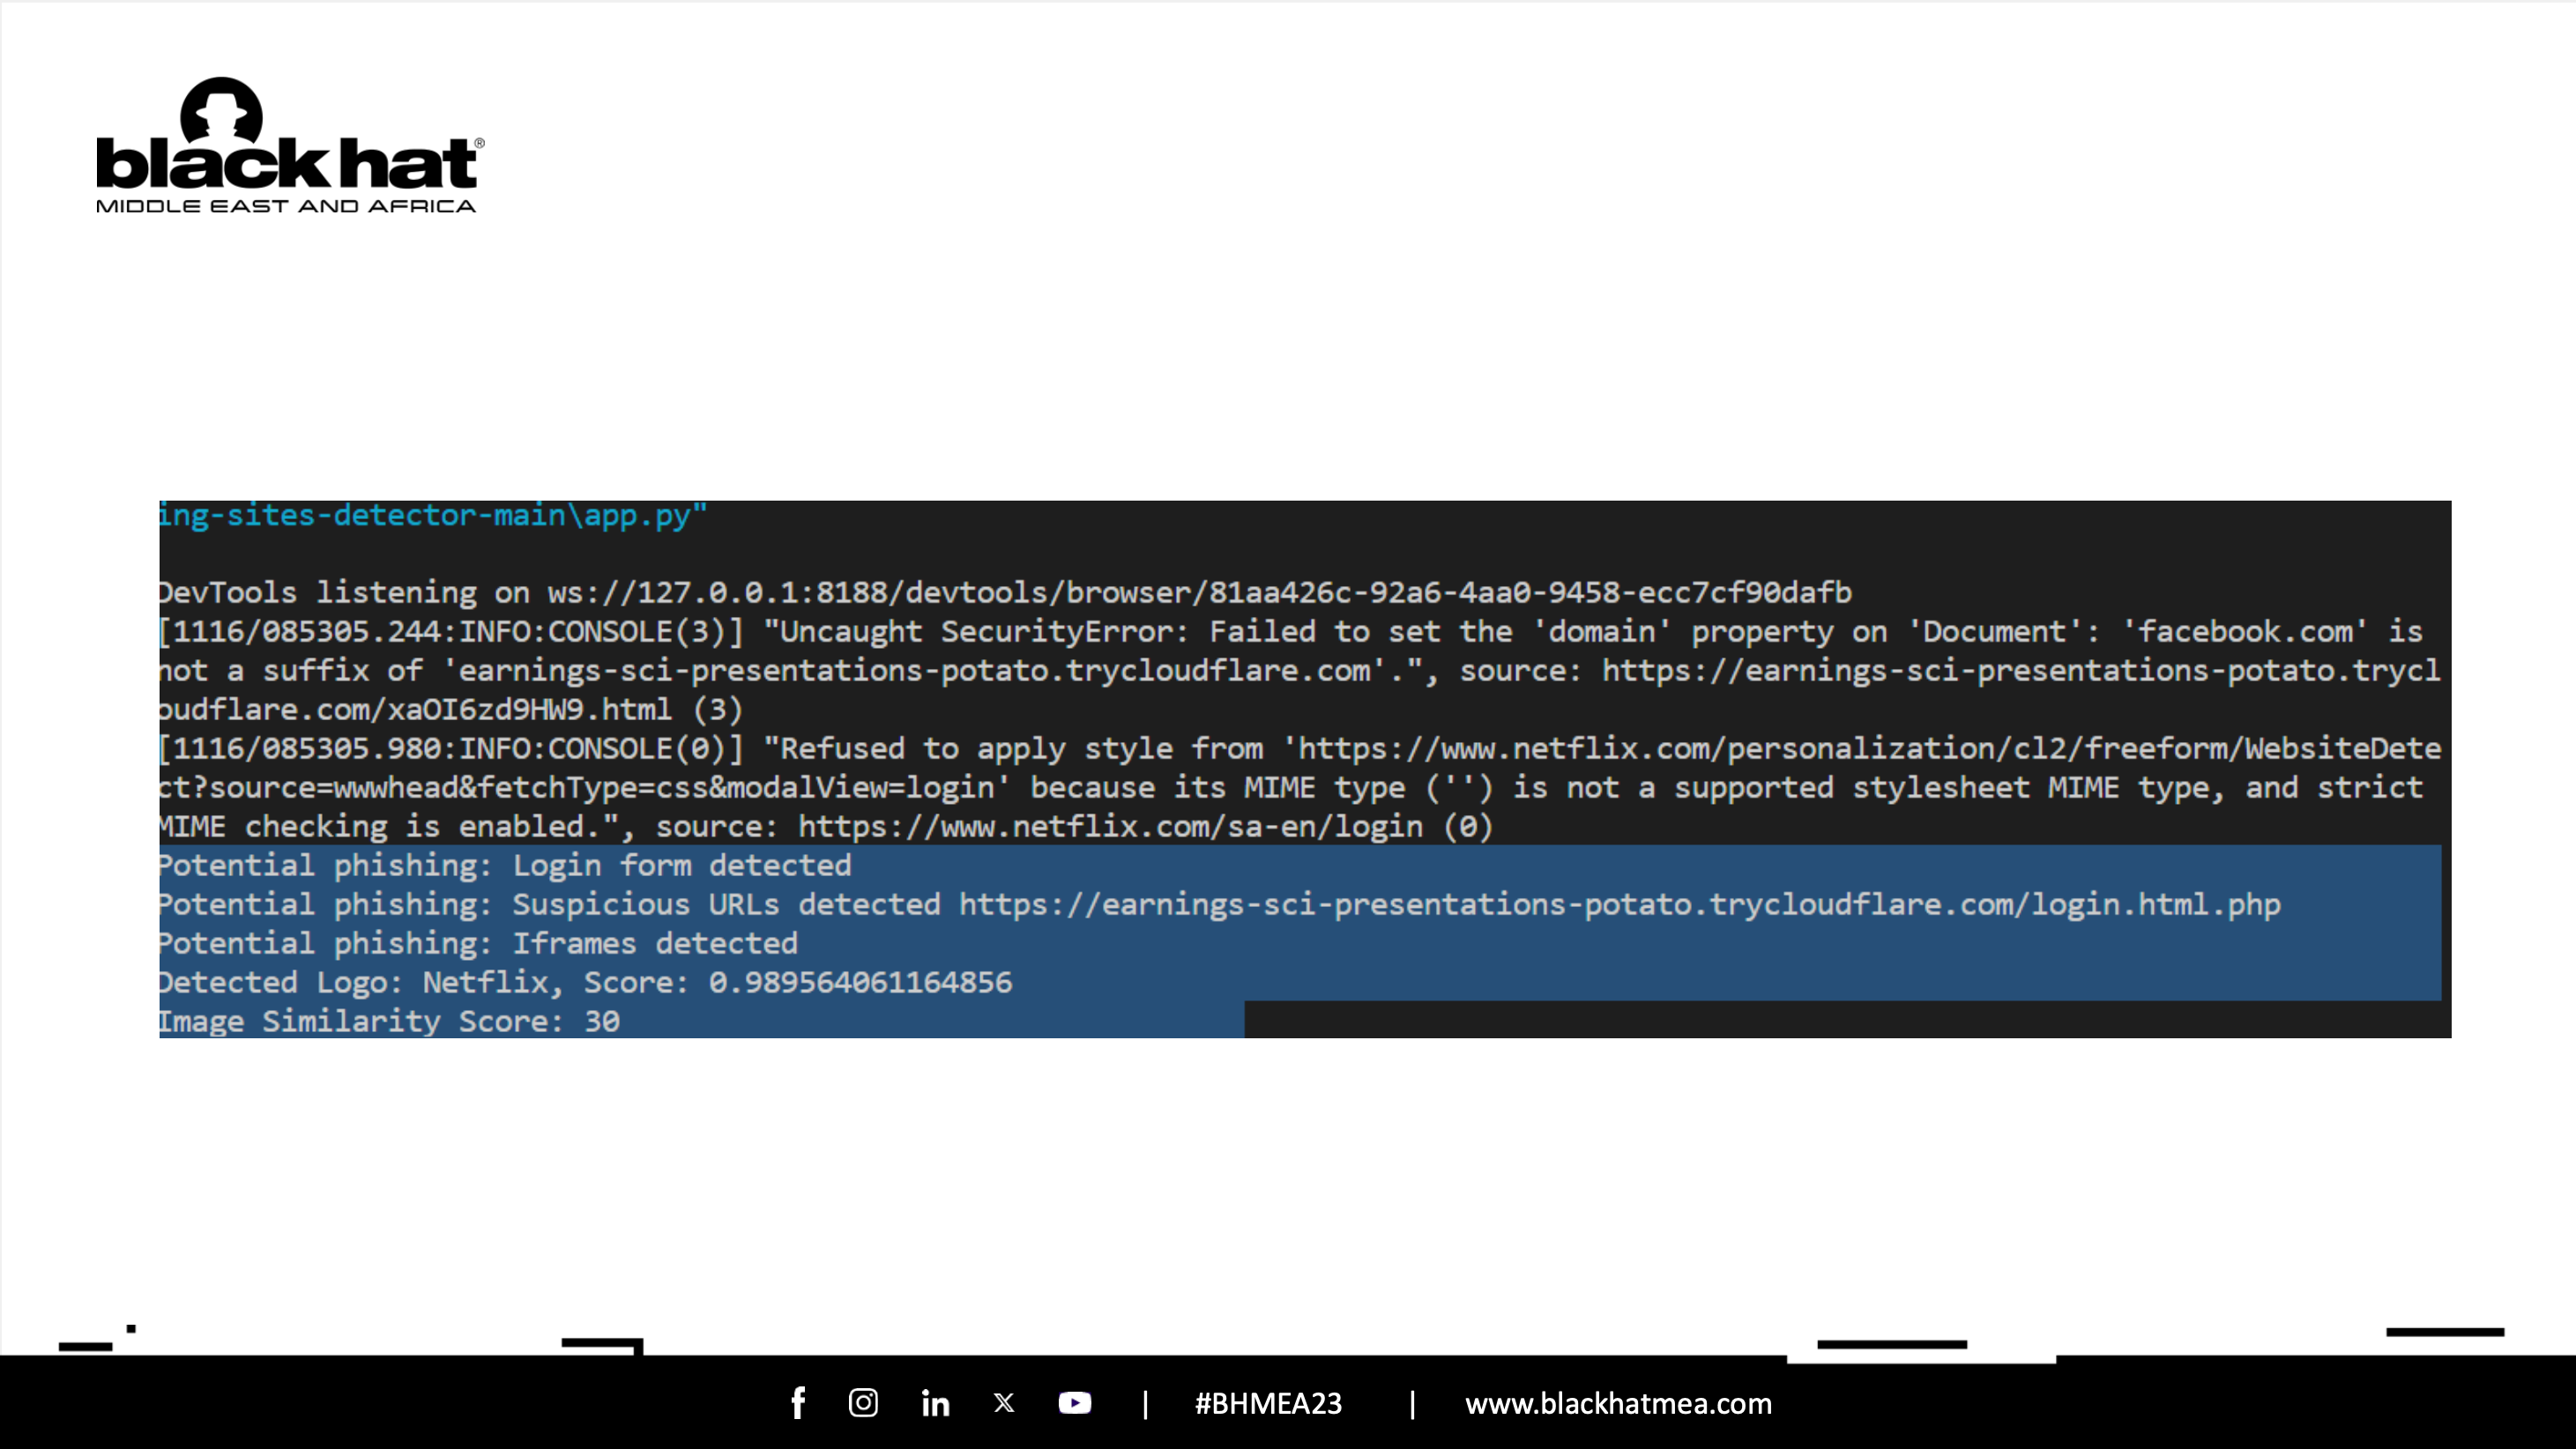 black hat®
MIDDLE EAST AND AFRICA
ing-sites-detector-main\app.py"
DevTools listening on ws://127.0.0.1:8188/devtools/browser/81aa426c-92a6-4aa0-9458-ecc7cf90dafb
[1116/085305.244:INFO:CONSOLE(3)] "Uncaught SecurityError: Failed to set the 'domain' property on 'Document': 'facebook.com' is
not a suffix of 'earnings-sci-presentations-potato.trycloudflare.com'.", source: https://earnings-sci-presentations-potato.trycl
oudflare.com/xaOI6zd9HW9.html (3)
[1116/085305.980:INFO:CONSOLE(0)] "Refused to apply style from 'https://www.netflix.com/personalization/cl2/freeform/WebsiteDete
ct?source=wwwhead&fetchType=css&modalView=login' because its MIME type ('') is not a supported stylesheet MIME type, and strict
MIME checking is enabled.", source: https://www.netflix.com/sa-en/login (0)
Potential phishing: Login form detected
Potential phishing: Suspicious URLs detected https://earnings-sci-presentations-potato.trycloudflare.com/login.html.php
Potential phishing: Iframes detected
Detected Logo: Netflix, Score: 0.989564061164856
Image Similarity Score: 30
| #BHMEA23 | www.blackhatmea.com